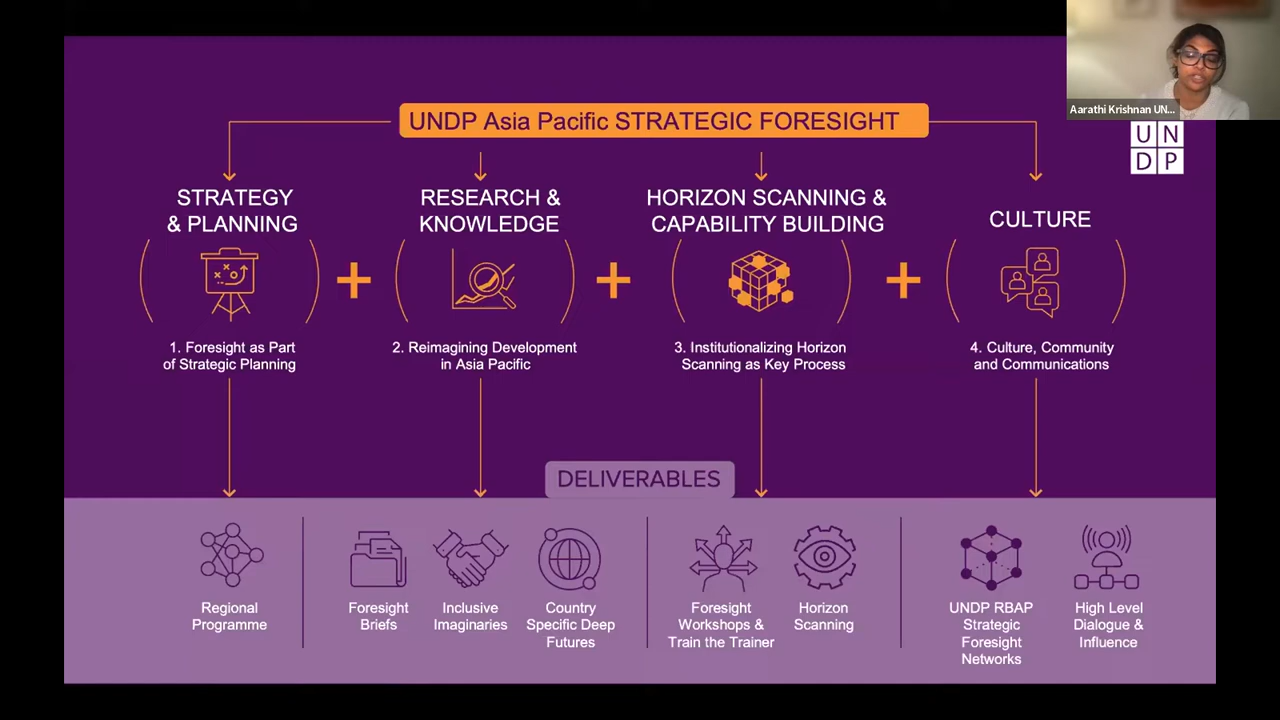 Aarathi Krishnan UN...
UN
DP
UNDP Asia Pacific STRATEGIC FORESIGHT
STRATEGY
& PLANNING
RESEARCH &
KNOWLEDGE
HORIZON SCANNING &
CAPABILITY BUILDING
CULTURE
1. Foresight as Part
of Strategic Planning
2. Reimagining Development
in Asia Pacific
3. Institutionalizing Horizon
Scanning as Key Process
4. Culture, Community
and Communications
DELIVERABLES
Regional
Programme
Foresight
Briefs
Inclusive
Imaginaries
Country
Specific Deep
Futures
Foresight
Workshops &
Train the Trainer
Horizon
Scanning
UNDP RBAP
Strategic
Foresight
Networks
High Level
Dialogue &
Influence